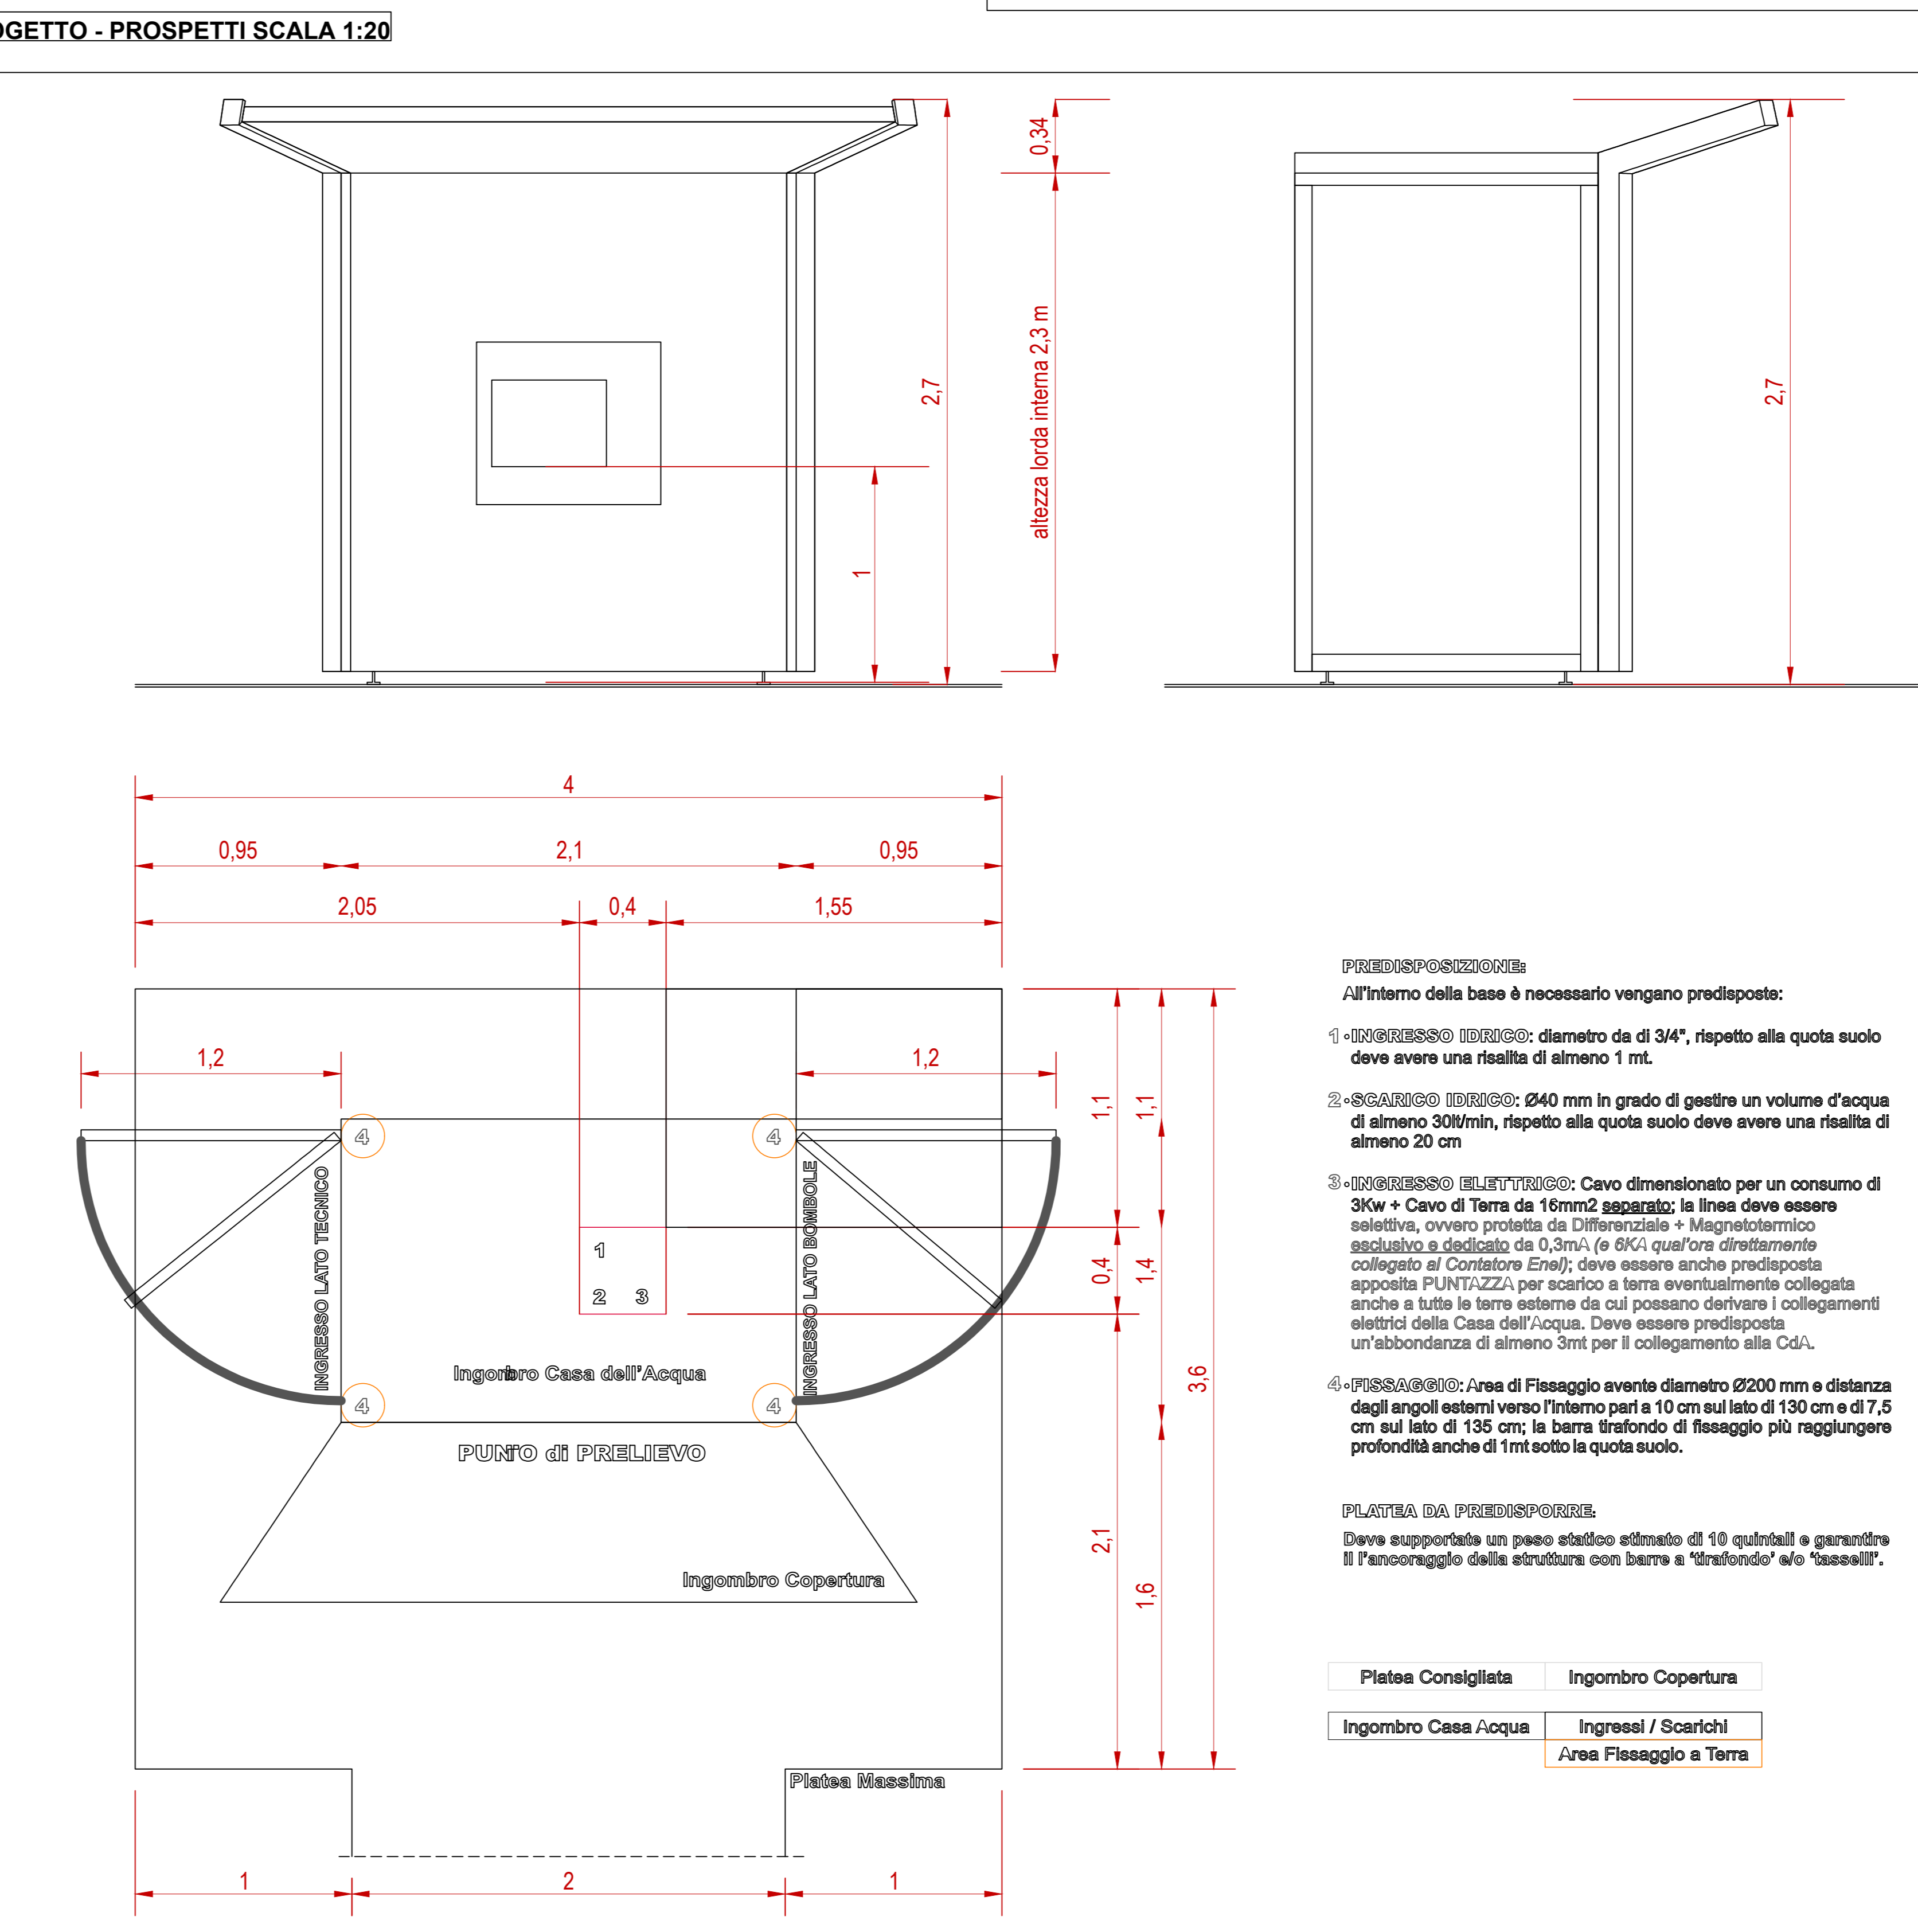 OGETTO - PROSPETTI SCALA 1:20
0,34
altezza lorda interna 2,3 m
2,7
1
2,7
4
0,95
2,1
0,95
2,05
0,4
1,55
1,2
1,2
1,1
1,1
0,4
1,4
3,6
2,1
1,6
4
4
4
4
INGRESSO LATO TECNICO
INGRESSO LATO BOMBOLE
1
2 3
Ingombro Casa dell'Acqua
PUNTO di PRELIEVO
Ingombro Copertura
Platea Massima
1
2
1
PREDISPOSIZIONE:
All'interno della base è necessario vengano predisposte:
1 • INGRESSO IDRICO: diametro da di 3/4", rispetto alla quota suolo
deve avere una risalita di almeno 1 mt.
2 • SCARICO IDRICO: Ø40 mm in grado di gestire un volume d'acqua
di almeno 30lt/min, rispetto alla quota suolo deve avere una risalita di
almeno 20 cm
3 • INGRESSO ELETTRICO: Cavo dimensionato per un consumo di
3Kw + Cavo di Terra da 16mm2 separato; la linea deve essere
selettiva, ovvero protetta da Differenziale + Magnetotermico
esclusivo e dedicato da 0,3mA (e 6KA qual'ora direttamente
collegato al Contatore Enel); deve essere anche predisposta
apposita PUNTAZZA per scarico a terra eventualmente collegata
anche a tutte le terre esterne da cui possano derivare i collegamenti
elettrici della Casa dell'Acqua. Deve essere predisposta
un'abbondanza di almeno 3mt per il collegamento alla CdA.
4 • FISSAGGIO: Area di Fissaggio avente diametro Ø200 mm e distanza
dagli angoli esterni verso l'interno pari a 10 cm sul lato di 130 cm e di 7,5
cm sul lato di 135 cm; la barra tirafondo di fissaggio più raggiungere
profondità anche di 1mt sotto la quota suolo.
PLATEA DA PREDISPORRE:
Deve supportate un peso statico stimato di 10 quintali e garantire
il l'ancoraggio della struttura con barre a 'tirafondo' e/o 'tasselli'.
Platea Consigliata
Ingombro Copertura
Ingombro Casa Acqua
Ingressi / Scarichi
Area Fissaggio a Terra